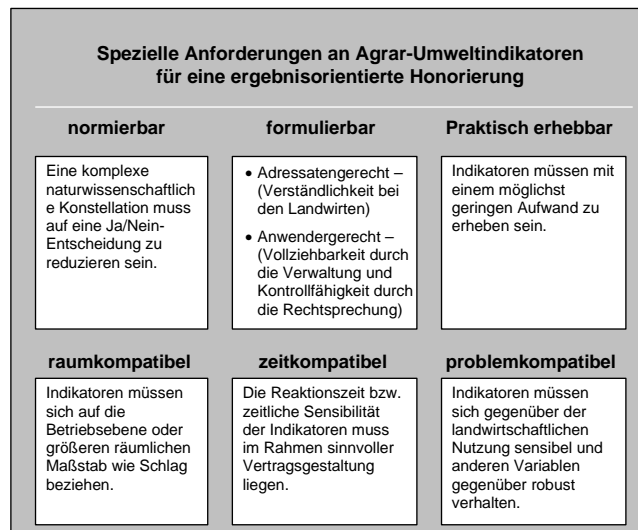 Spezielle Anforderungen an Agrar-Umweltindikatoren
für eine ergebnisorientierte Honorierung
normierbar
formulierbar
Praktisch erhebbar
Eine komplexe
naturwissenschaftlich
e Konstellation muss
auf eine Ja/Nein-
Entscheidung zu
reduzieren sein.
• Adressatengerecht –
(Verständlichkeit bei
den Landwirten)
• Anwendergerecht –
(Vollziehbarkeit durch
die Verwaltung und
Kontrollfähigkeit durch
die Rechtsprechung)
Indikatoren müssen mit
einem möglichst
geringen Aufwand zu
erheben sein.
raumkompatibel
zeitkompatibel
problemkompatibel
Indikatoren müssen
sich auf die
Betriebsebene oder
größeren räumlichen
Maßstab wie Schlag
beziehen.
Die Reaktionszeit bzw.
zeitliche Sensibilität
der Indikatoren muss
im Rahmen sinnvoller
Vertragsgestaltung
liegen.
Indikatoren müssen
sich gegenüber der
landwirtschaftlichen
Nutzung sensibel und
anderen Variablen
gegenüber robust
verhalten.